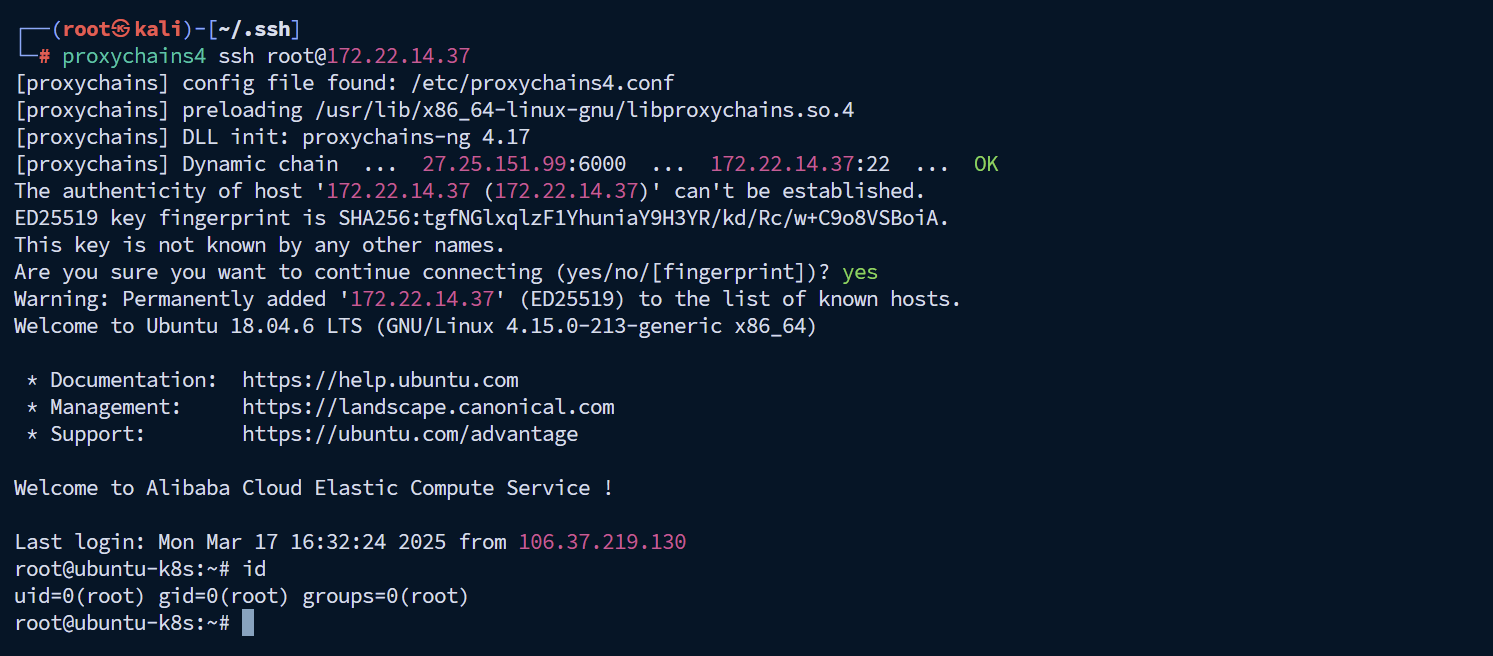 ┌──(root㉿kali)-[~/.ssh]
└─# proxychains4 ssh root@172.22.14.37
[proxychains] config file found: /etc/proxychains4.conf
[proxychains] preloading /usr/lib/x86_64-linux-gnu/libproxychains.so.4
[proxychains] DLL init: proxychains-ng 4.17
[proxychains] Dynamic chain  ...  27.25.151.99:6000  ...  172.22.14.37:22  ...  OK
The authenticity of host '172.22.14.37 (172.22.14.37)' can't be established.
ED25519 key fingerprint is SHA256:tgfNGlxqlzF1YhuniaY9H3YR/kd/Rc/w+C9o8VSBoiA.
This key is not known by any other names.
Are you sure you want to continue connecting (yes/no/[fingerprint])? yes
Warning: Permanently added '172.22.14.37' (ED25519) to the list of known hosts.
Welcome to Ubuntu 18.04.6 LTS (GNU/Linux 4.15.0-213-generic x86_64)

 * Documentation:  https://help.ubuntu.com
 * Management:     https://landscape.canonical.com
 * Support:        https://ubuntu.com/advantage

Welcome to Alibaba Cloud Elastic Compute Service !

Last login: Mon Mar 17 16:32:24 2025 from 106.37.219.130
root@ubuntu-k8s:~# id
uid=0(root) gid=0(root) groups=0(root)
root@ubuntu-k8s:~#